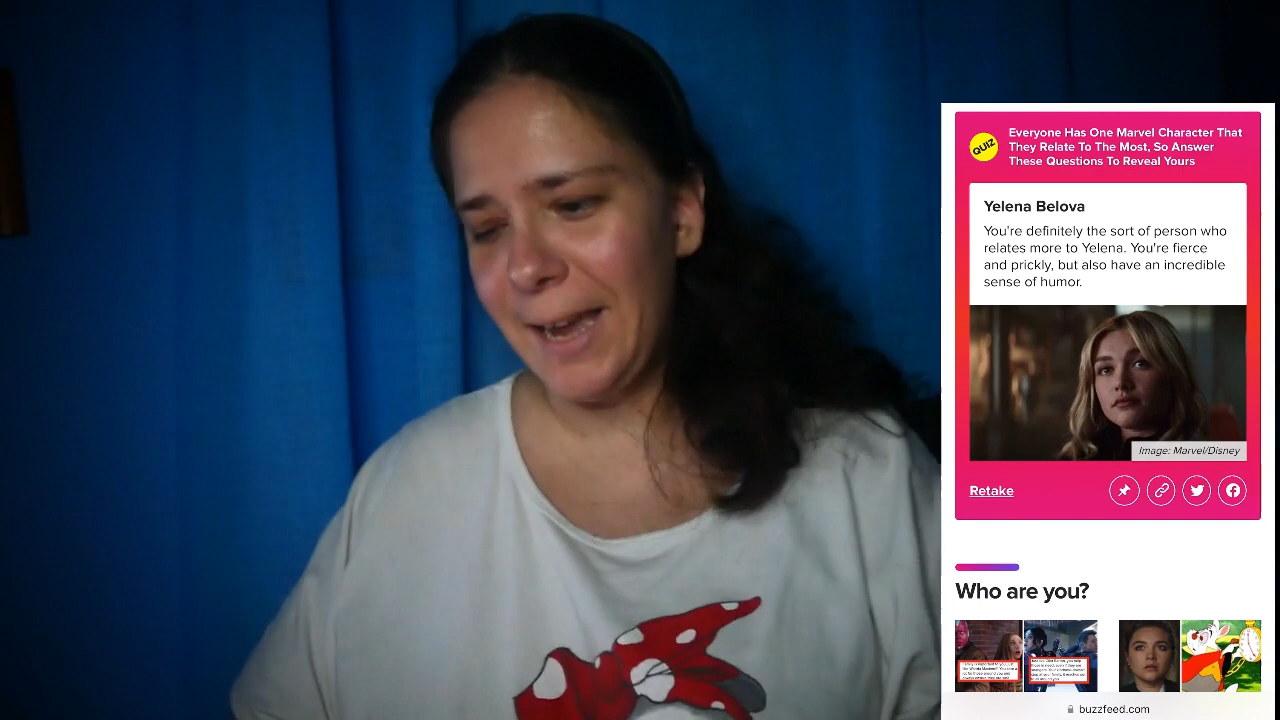 QUIZ
Everyone Has One Marvel Character That
They Relate To The Most, So Answer
These Questions To Reveal Yours
Yelena Belova
You're definitely the sort of person who
relates more to Yelena. You're fierce
and prickly, but also have an incredible
sense of humor.
Image: Marvel/Disney
Retake
Who are you?
buzzfeed.com